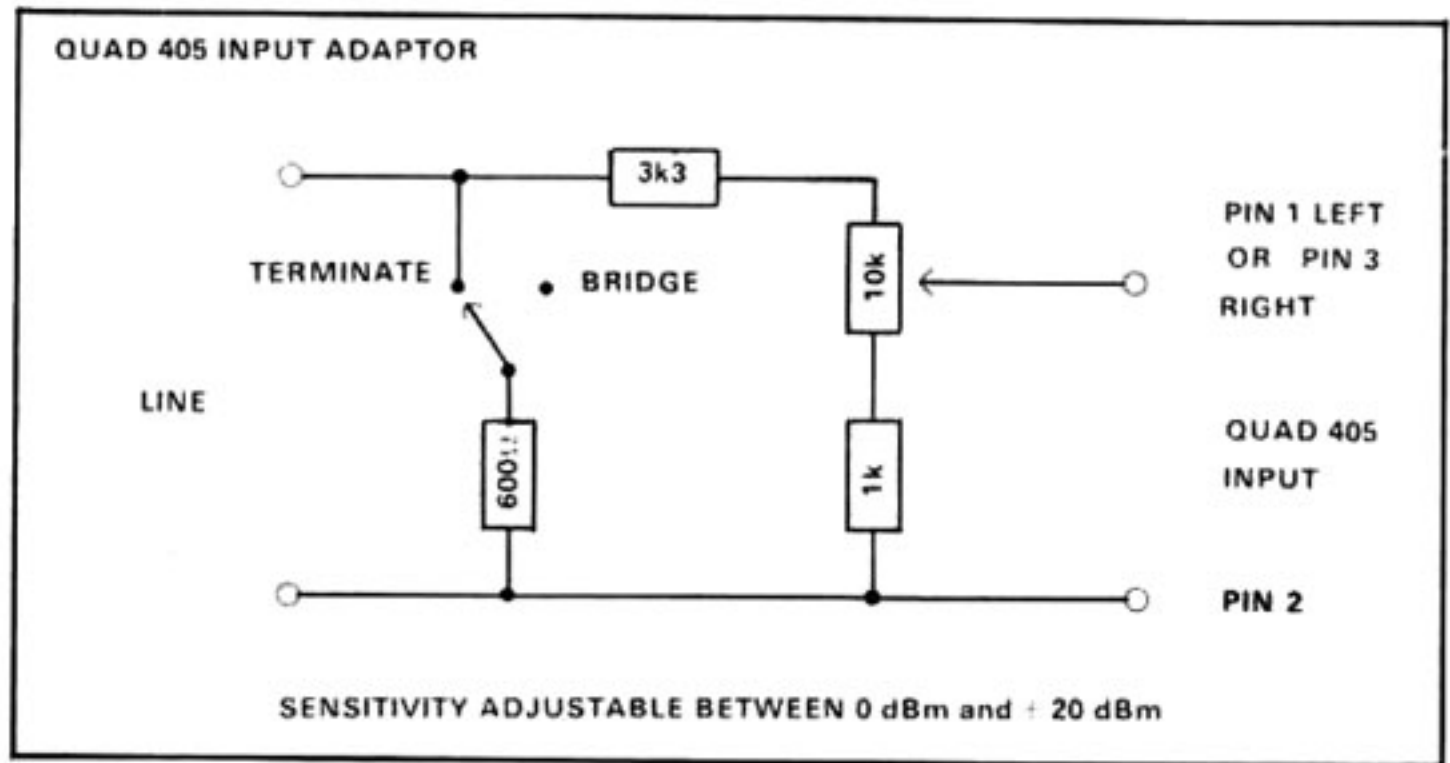 QUAD 405 INPUT ADAPTOR
3k3
PIN 1 LEFT
OR PIN 3
RIGHT
TERMINATE
BRIDGE
10k
LINE
600Ω
1k
QUAD 405
INPUT
PIN 2
SENSITIVITY ADJUSTABLE BETWEEN 0 dBm and + 20 dBm